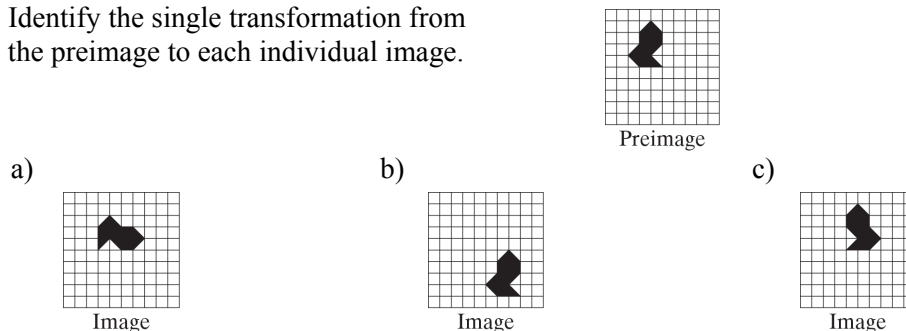 Identify the single transformation from
the preimage to each individual image.
Preimage
a)
b)
c)
Image
Image
Image